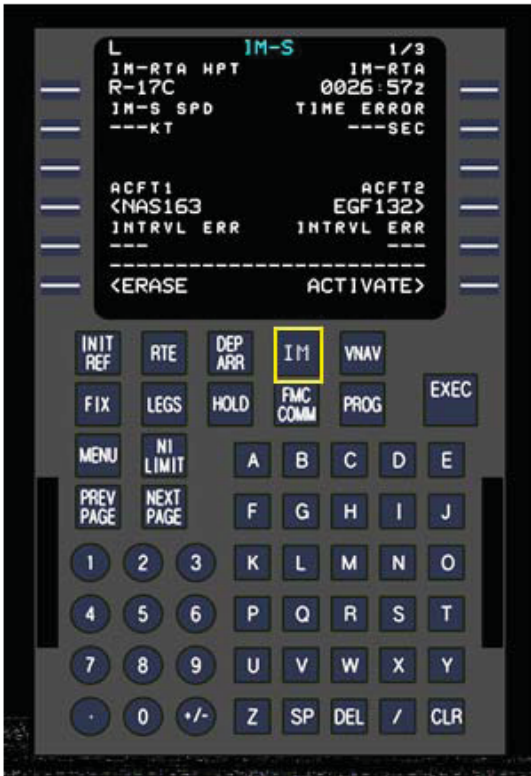 L IM-S 1/3
IM-RTA WPT IM-RTA
R-17C 0026:57z
IM-S SPD TIME ERROR
---KT ---SEC
ACFT1 ACFT2
<NAS163 EGF132>
INTRVL ERR INTRVL ERR
--- ---
--------------------------------
<ERASE ACTIVATE>
INIT REF RTE DEP ARR IM VNAV
FIX LEGS HOLD FMC COMM PROG EXEC
MENU N1 LIMIT A B C D E
PREV PAGE NEXT PAGE F G H I J
1 2 3 K L M N O
4 5 6 P Q R S T
7 8 9 U V W X Y
. 0 +/- Z SP DEL / CLR